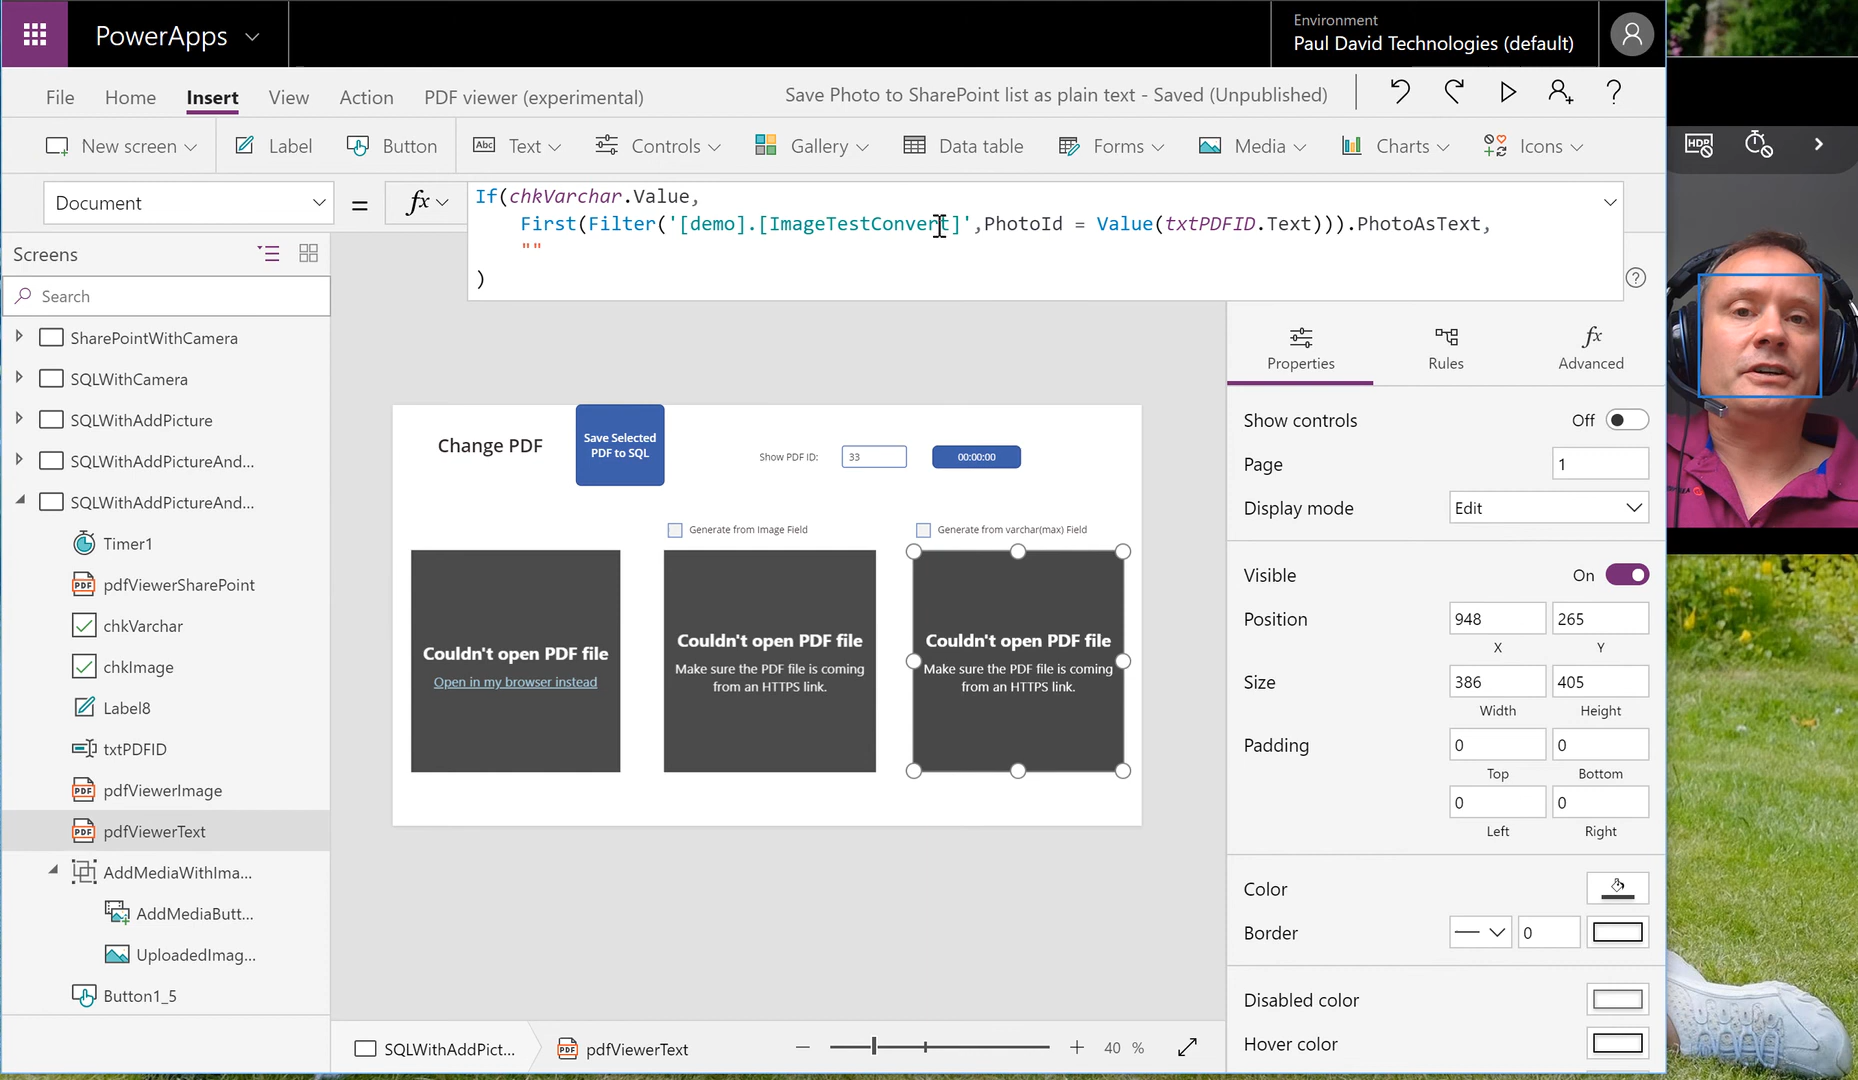 PowerApps
Environment
Paul David Technologies (default)
File Home Insert View Action PDF viewer (experimental)
Save Photo to SharePoint list as plain text - Saved (Unpublished)
New screen Label Button Text Controls Gallery Data table Forms Media Charts Icons
Document = fx
If(chkVarchar.Value,
First(Filter('[demo].[ImageTestConvert]',PhotoId = Value(txtPDFID.Text))).PhotoAsText,
""
)
Screens
Search
SharePointWithCamera
SQLWithCamera
SQLWithAddPicture
SQLWithAddPictureAnd...
SQLWithAddPictureAnd...
Timer1
pdfViewerSharePoint
chkVarchar
chkImage
Label8
txtPDFID
pdfViewerImage
pdfViewerText
AddMediaWithIma...
AddMediaButt...
UploadedImag...
Button1_5
Change PDF
Save Selected
PDF to SQL
Show PDF ID:
33
00:00:00
Generate from Image Field
Generate from varchar(max) Field
Couldn't open PDF file
Open in my browser instead
Couldn't open PDF file
Make sure the PDF file is coming
from an HTTPS link.
Couldn't open PDF file
Make sure the PDF file is coming
from an HTTPS link.
SQLWithAddPict...
pdfViewerText
40 %
Properties Rules Advanced
Show controls Off
Page 1
Display mode Edit
Visible On
Position 948 265
X Y
Size 386 405
Width Height
Padding 0 0
Top Bottom
0 0
Left Right
Color
Border 0
Disabled color
Hover color
HDR